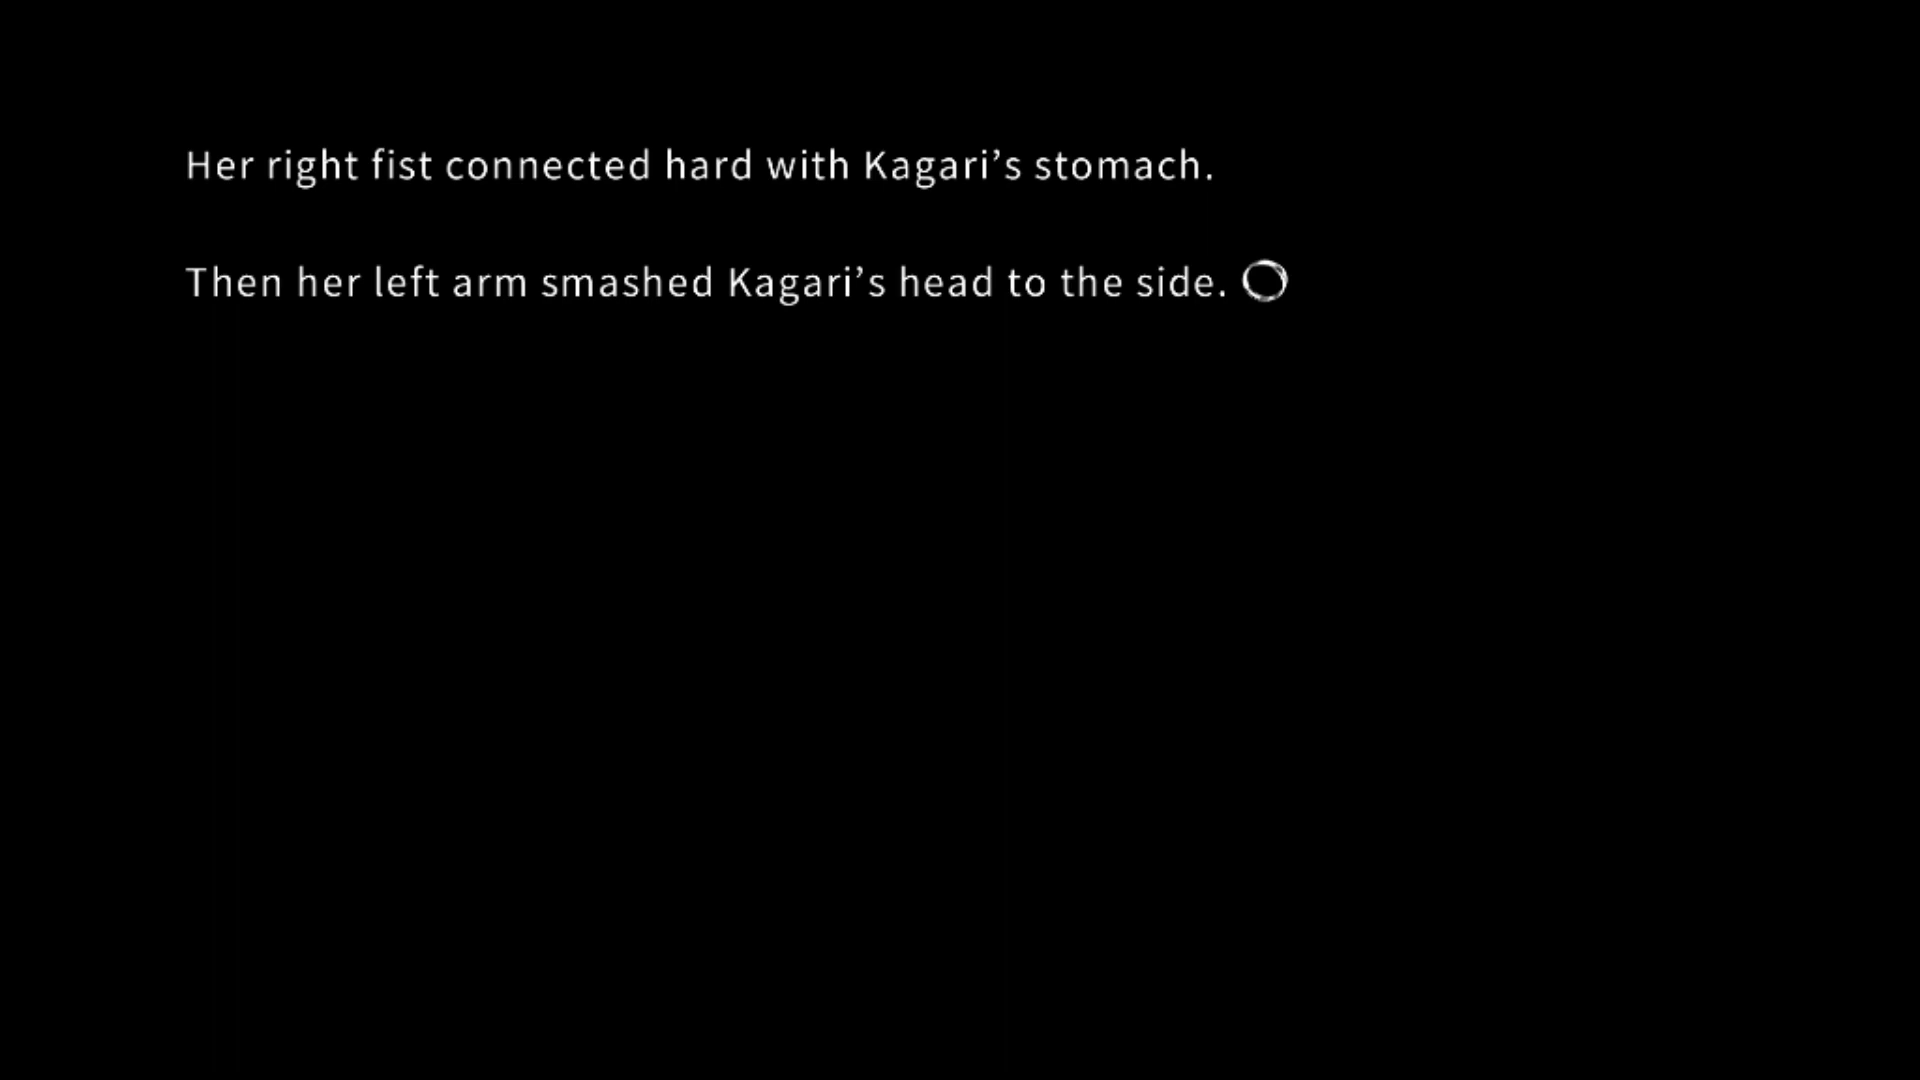 Her right fist connected hard with Kagari’s stomach.
Then her left arm smashed Kagari’s head to the side.